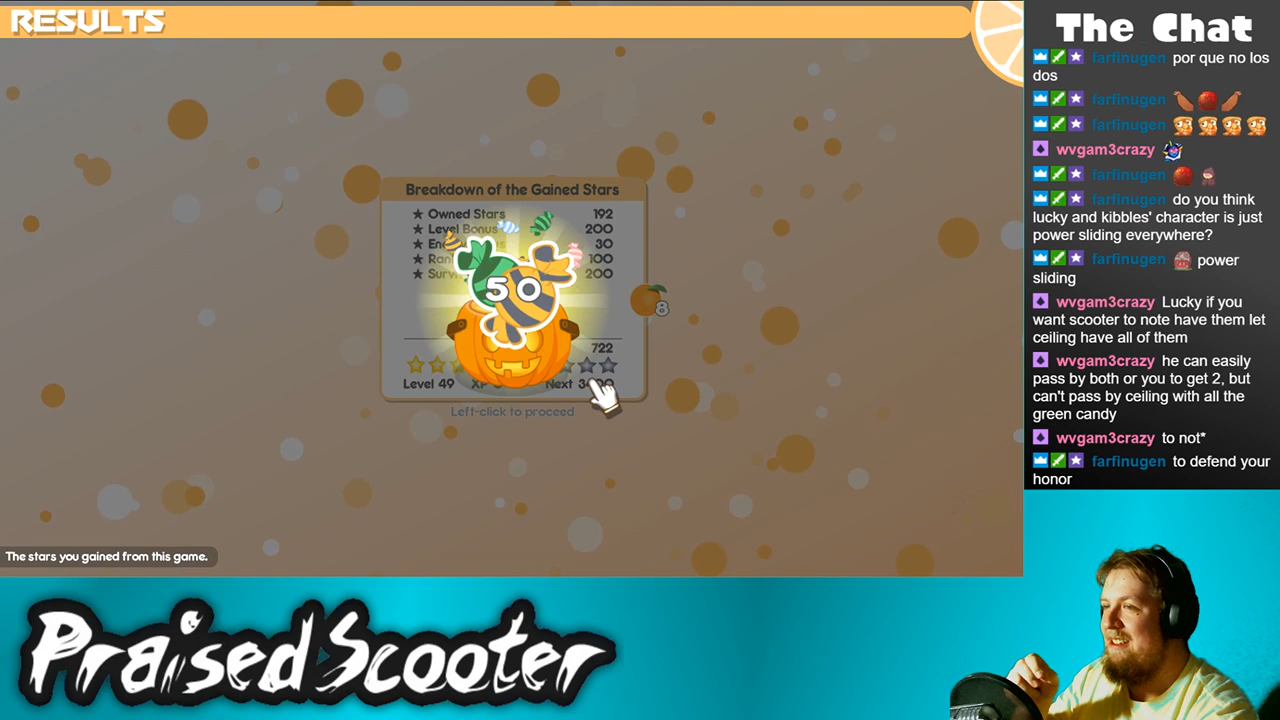 RESULTS
Breakdown of the Gained Stars
★ Owned Stars 192
★ Level Bonus 200
30
100
200
50
8
722
Level 49 Next
Left-click to proceed
The stars you gained from this game.
The Chat
farfinugen por que no los
dos
farfinugen
farfinugen
wvgam3crazy
farfinugen
farfinugen do you think
lucky and kibbles' character is just
power sliding everywhere?
farfinugen power
sliding
wvgam3crazy Lucky if you
want scooter to note have them let
ceiling have all of them
wvgam3crazy he can easily
pass by both or you to get 2, but
can't pass by ceiling with all the
green candy
wvgam3crazy to not*
farfinugen to defend your
honor
PraisedScooter